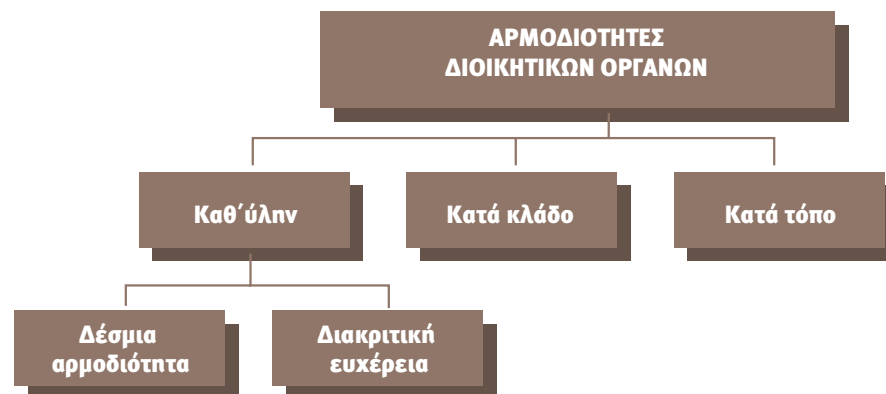 ΑΡΜΟΔΙΟΤΗΤΕΣ
ΔΙΟΙΚΗΤΙΚΩΝ ΟΡΓΑΝΩΝ
Καθ΄ύλην
Κατά κλάδο
Κατά τόπο
Δέσμια
αρμοδιότητα
Διακριτική
ευχέρεια